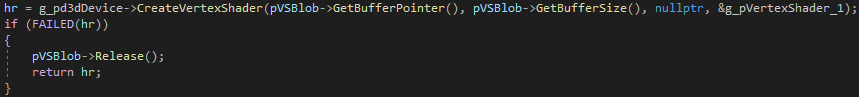 hr = g_pd3dDevice->CreateVertexShader(pVSBlob->GetBufferPointer(), pVSBlob->GetBufferSize(), nullptr, &g_pVertexShader_1);
if (FAILED(hr))
{
    pVSBlob->Release();
    return hr;
}